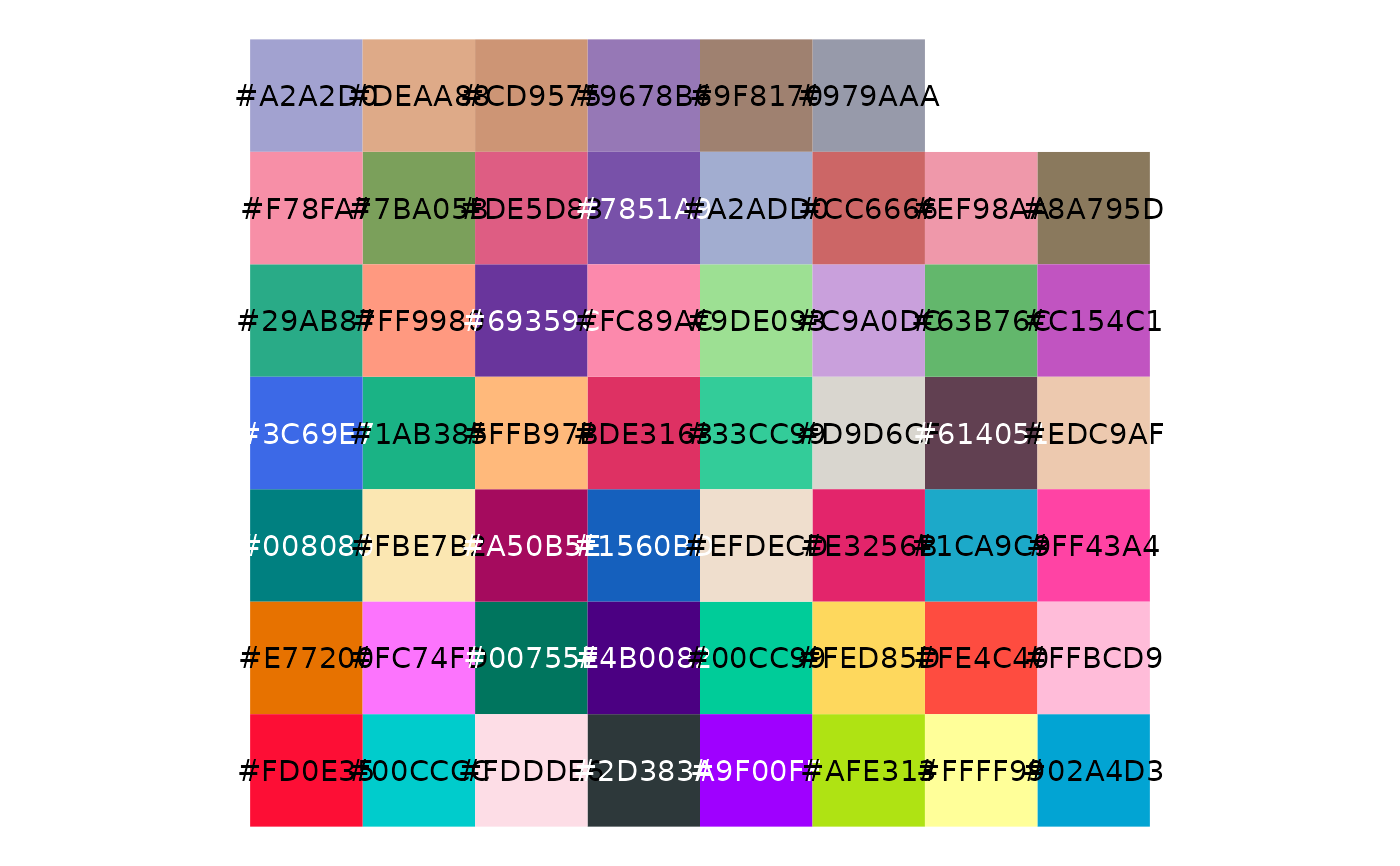 #A2A2D0 #DEAA88 #CD9575 #9678B6 #9F8170 #979AAA
#F78FA7 #7BA05B #DE5D83 #7851A9 #A2ADD0 #CC6666 #EF98AA #8A795D
#29AB87 #FF9980 #69359C #FC89AC #9DE093 #C9A0DC #63B76C #C154C1
#3C69E7 #1AB385 #FFB97B #DE3163 #33CC99 #D9D6CF #614051 #EDC9AF
#008080 #FBE7B2 #A50B5E #1560BD #EFDECD #E3256B #1CA9C9 #FF43A4
#E77200 #FC74FD #00755E #4B0082 #00CC99 #FED85D #FE4C40 #FFBCD9
#FD0E35 #00CCCC #FDDDE6 #2D383A #9F00FF #AFE313 #FFFF99 #02A4D3